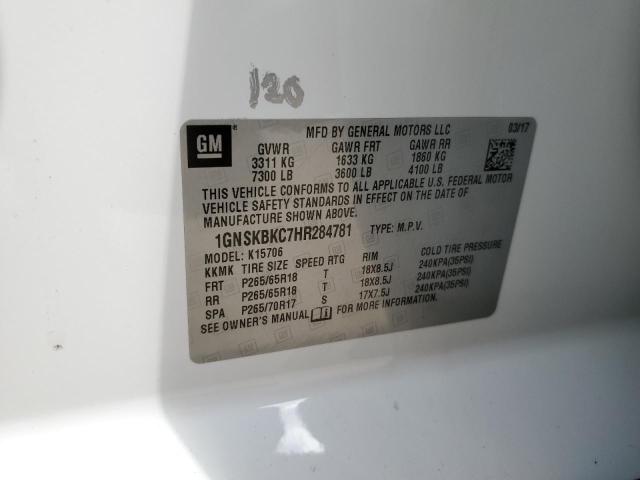 120
GM
MFD BY GENERAL MOTORS LLC 03/17
GVWR GAWR FRT GAWR RR
3311 KG 1633 KG 1860 KG
7300 LB 3600 LB 4100 LB
THIS VEHICLE CONFORMS TO ALL APPLICABLE U.S. FEDERAL MOTOR
VEHICLE SAFETY STANDARDS IN EFFECT ON THE DATE OF
MANUFACTURE SHOWN ABOVE.
1GNSKBKC7HR284781 TYPE: M.P.V.
MODEL: K15706
KKMK TIRE SIZE SPEED RTG RIM COLD TIRE PRESSURE
FRT P265/65R18 T 18X8.5J 240KPA(35PSI)
RR P265/65R18 T 18X8.5J 240KPA(35PSI)
SPA P265/70R17 S 17X7.5J 240KPA(35PSI)
SEE OWNER'S MANUAL FOR MORE INFORMATION.